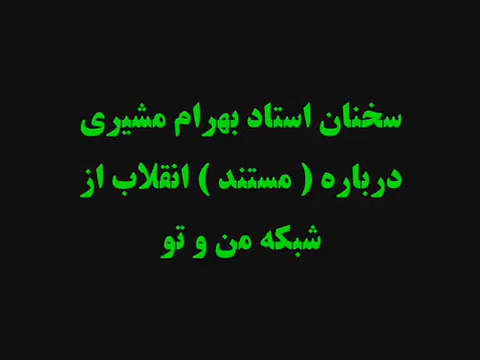 سخنان استاد بهرام مشیری
درباره ( مستند ) انقلاب از
شبکه من و تو